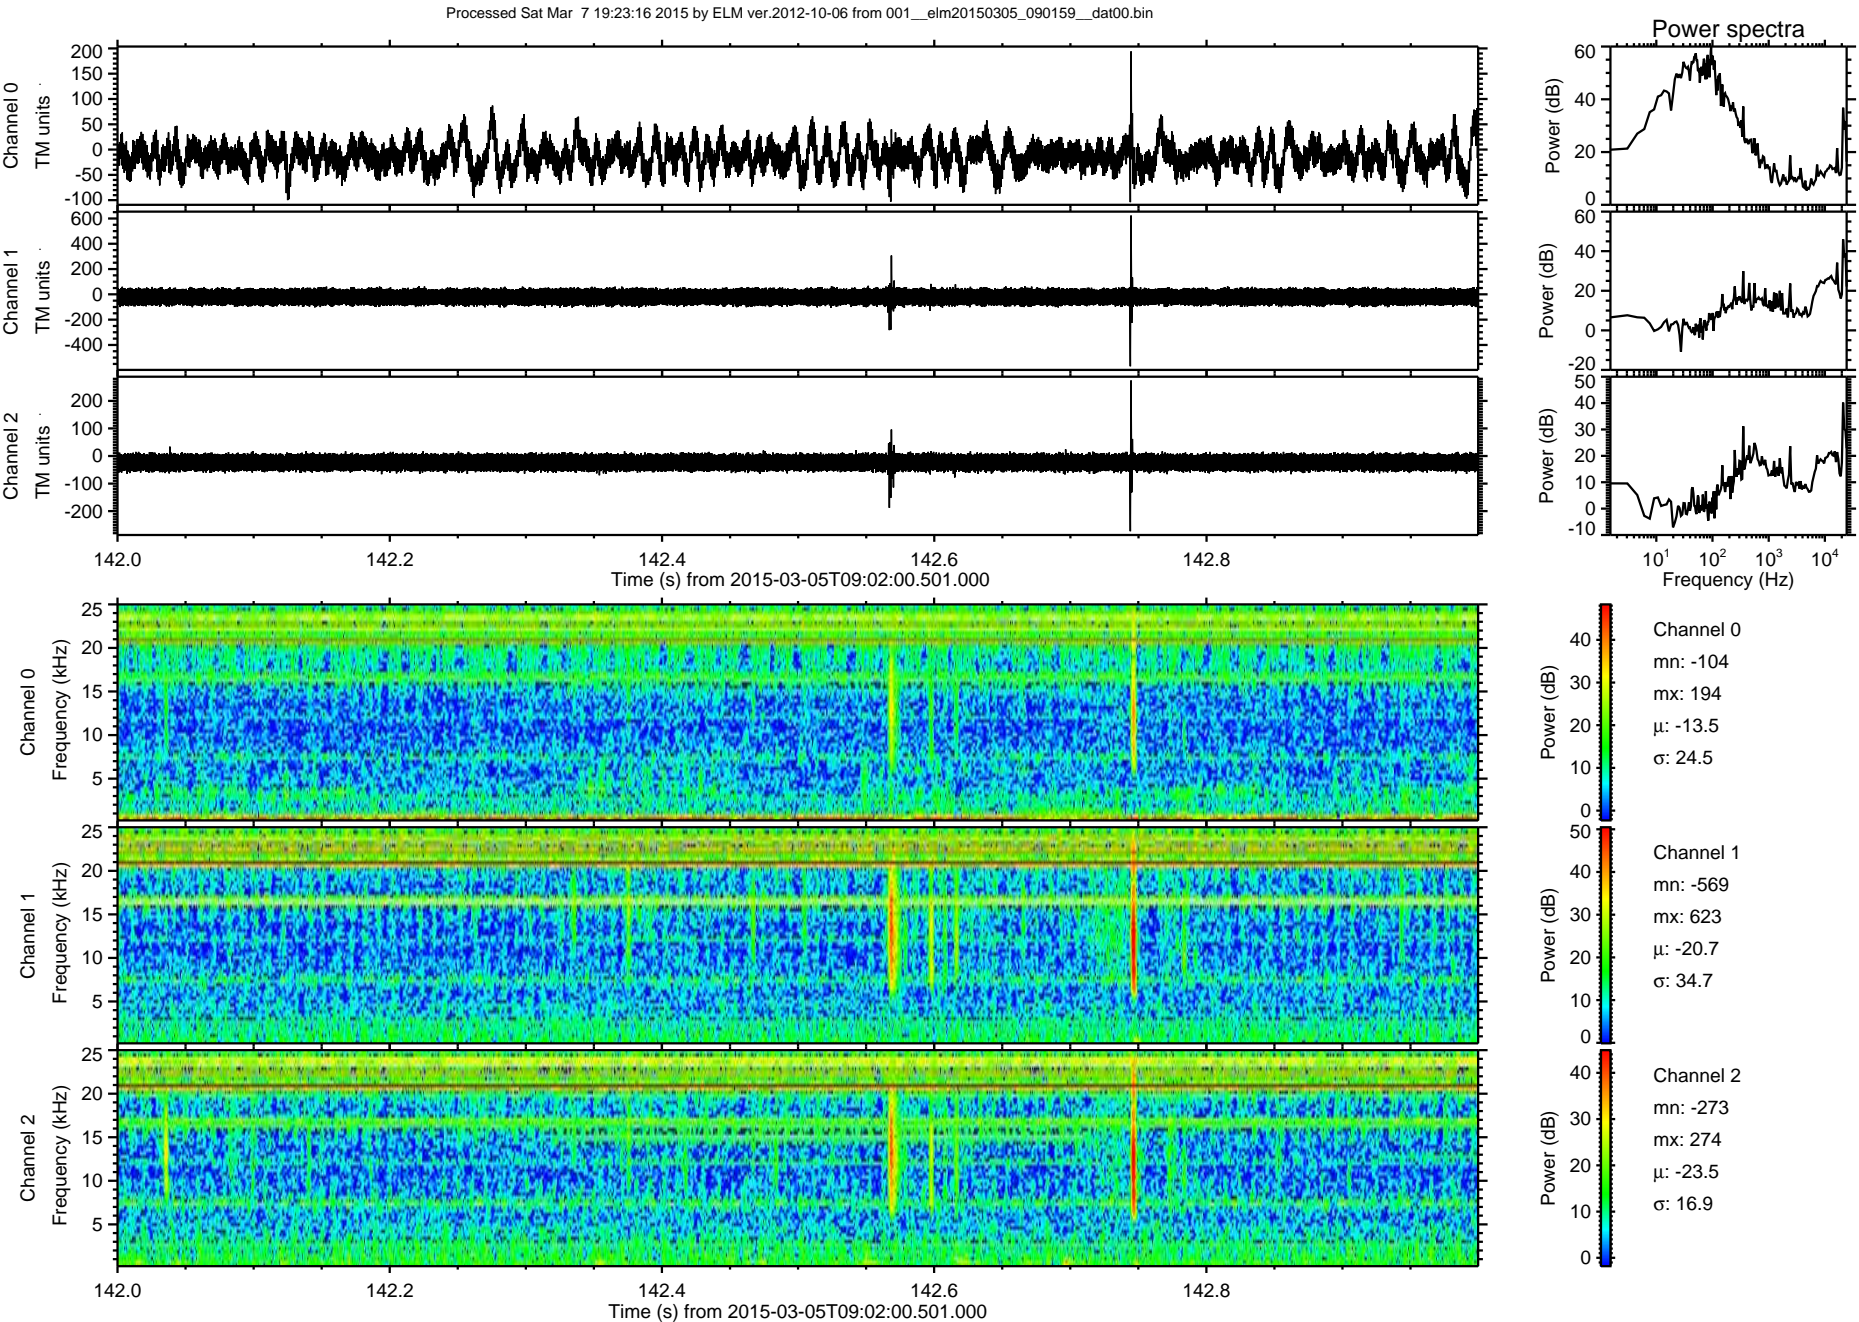 Processed Sat Mar  7 19:23:16 2015 by ELM ver.2012-10-06 from 001__elm20150305_090159__dat00.bin
Power spectra
Channel 0
TM units
200
150
100
50
0
-50
-100
Power (dB)
60
40
20
0
Channel 1
TM units
600
400
200
0
-200
-400
Power (dB)
60
40
20
0
-20
Channel 2
TM units
200
100
0
-100
-200
Power (dB)
50
40
30
20
10
0
-10
142.0 142.2 142.4 142.6 142.8
Time (s) from 2015-03-05T09:02:00.501.000
10^1 10^2 10^3 10^4
Frequency (Hz)
Channel 0
Frequency (kHz)
25
20
15
10
5
Power (dB)
40
30
20
10
0
Channel 0
mn: -104
mx: 194
μ: -13.5
σ: 24.5
Channel 1
Frequency (kHz)
25
20
15
10
5
Power (dB)
50
40
30
20
10
0
Channel 1
mn: -569
mx: 623
μ: -20.7
σ: 34.7
Channel 2
Frequency (kHz)
25
20
15
10
5
Power (dB)
40
30
20
10
0
Channel 2
mn: -273
mx: 274
μ: -23.5
σ: 16.9
142.0 142.2 142.4 142.6 142.8
Time (s) from 2015-03-05T09:02:00.501.000